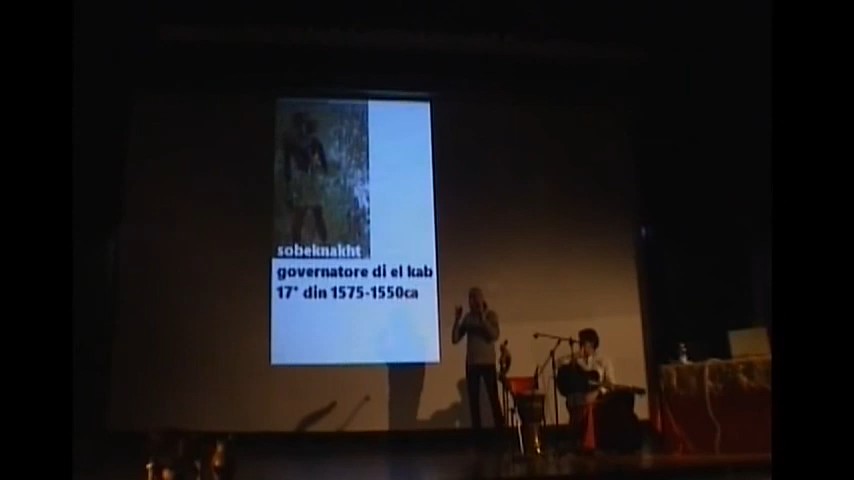 sobeknakht
governatore di el kab
17° din 1575-1550ca